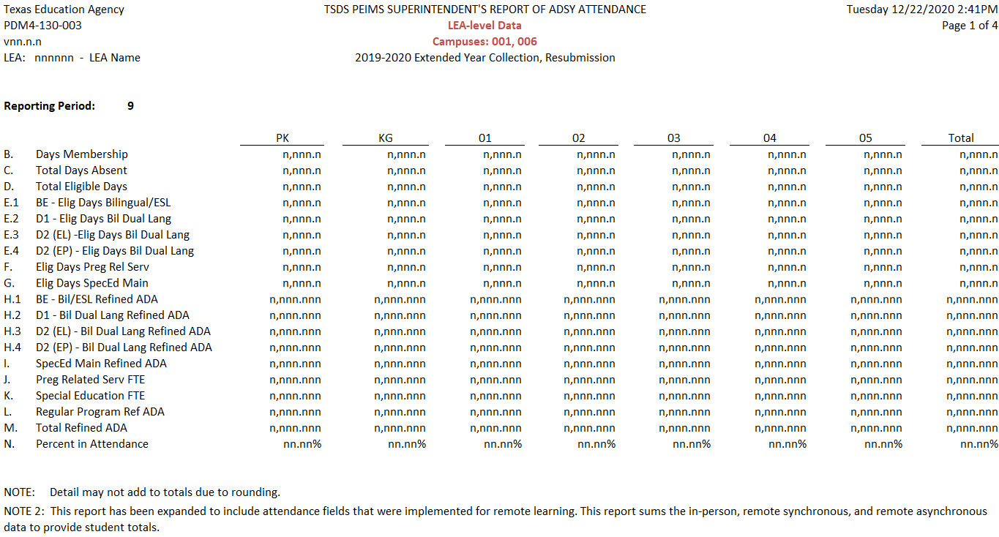 Texas Education Agency TSDS PEIMS SUPERINTENDENT'S REPORT OF ADSY ATTENDANCE Tuesday 12/22/2020 2:41PM
PDM4-130-003 LEA-level Data Page 1 of 4
vnn.n.n Campuses: 001, 006
LEA: nnnnnn - LEA Name 2019-2020 Extended Year Collection, Resubmission
Reporting Period: 9
PK KG 01 02 03 04 05 Total
B. Days Membership n,nnn.n n,nnn.n n,nnn.n n,nnn.n n,nnn.n n,nnn.n n,nnn.n n,nnn.n
C. Total Days Absent n,nnn.n n,nnn.n n,nnn.n n,nnn.n n,nnn.n n,nnn.n n,nnn.n n,nnn.n
D. Total Eligible Days n,nnn.n n,nnn.n n,nnn.n n,nnn.n n,nnn.n n,nnn.n n,nnn.n n,nnn.n
E.1 BE - Elig Days Bilingual/ESL n,nnn.n n,nnn.n n,nnn.n n,nnn.n n,nnn.n n,nnn.n n,nnn.n n,nnn.n
E.2 D1 - Elig Days Bil Dual Lang n,nnn.n n,nnn.n n,nnn.n n,nnn.n n,nnn.n n,nnn.n n,nnn.n n,nnn.n
E.3 D2 (EL) -Elig Days Bil Dual Lang n,nnn.n n,nnn.n n,nnn.n n,nnn.n n,nnn.n n,nnn.n n,nnn.n n,nnn.n
E.4 D2 (EP) - Elig Days Bil Dual Lang n,nnn.n n,nnn.n n,nnn.n n,nnn.n n,nnn.n n,nnn.n n,nnn.n n,nnn.n
F. Elig Days Preg Rel Serv n,nnn.n n,nnn.n n,nnn.n n,nnn.n n,nnn.n n,nnn.n n,nnn.n n,nnn.n
G. Elig Days SpecEd Main n,nnn.n n,nnn.n n,nnn.n n,nnn.n n,nnn.n n,nnn.n n,nnn.n n,nnn.n
H.1 BE - Bil/ESL Refined ADA n,nnn.nnn n,nnn.nnn n,nnn.nnn n,nnn.nnn n,nnn.nnn n,nnn.nnn n,nnn.nnn n,nnn.nnn
H.2 D1 - Bil Dual Lang Refined ADA n,nnn.nnn n,nnn.nnn n,nnn.nnn n,nnn.nnn n,nnn.nnn n,nnn.nnn n,nnn.nnn n,nnn.nnn
H.3 D2 (EL) - Bil Dual Lang Refined ADA n,nnn.nnn n,nnn.nnn n,nnn.nnn n,nnn.nnn n,nnn.nnn n,nnn.nnn n,nnn.nnn n,nnn.nnn
H.4 D2 (EP) - Bil Dual Lang Refined ADA n,nnn.nnn n,nnn.nnn n,nnn.nnn n,nnn.nnn n,nnn.nnn n,nnn.nnn n,nnn.nnn n,nnn.nnn
I. SpecEd Main Refined ADA n,nnn.nnn n,nnn.nnn n,nnn.nnn n,nnn.nnn n,nnn.nnn n,nnn.nnn n,nnn.nnn n,nnn.nnn
J. Preg Related Serv FTE n,nnn.nnn n,nnn.nnn n,nnn.nnn n,nnn.nnn n,nnn.nnn n,nnn.nnn n,nnn.nnn n,nnn.nnn
K. Special Education FTE n,nnn.nnn n,nnn.nnn n,nnn.nnn n,nnn.nnn n,nnn.nnn n,nnn.nnn n,nnn.nnn n,nnn.nnn
L. Regular Program Ref ADA n,nnn.nnn n,nnn.nnn n,nnn.nnn n,nnn.nnn n,nnn.nnn n,nnn.nnn n,nnn.nnn n,nnn.nnn
M. Total Refined ADA n,nnn.nnn n,nnn.nnn n,nnn.nnn n,nnn.nnn n,nnn.nnn n,nnn.nnn n,nnn.nnn n,nnn.nnn
N. Percent in Attendance nn.nn% nn.nn% nn.nn% nn.nn% nn.nn% nn.nn% nn.nn% nn.nn%
NOTE: Detail may not add to totals due to rounding.
NOTE 2: This report has been expanded to include attendance fields that were implemented for remote learning. This report sums the in-person, remote synchronous, and remote asynchronous
data to provide student totals.